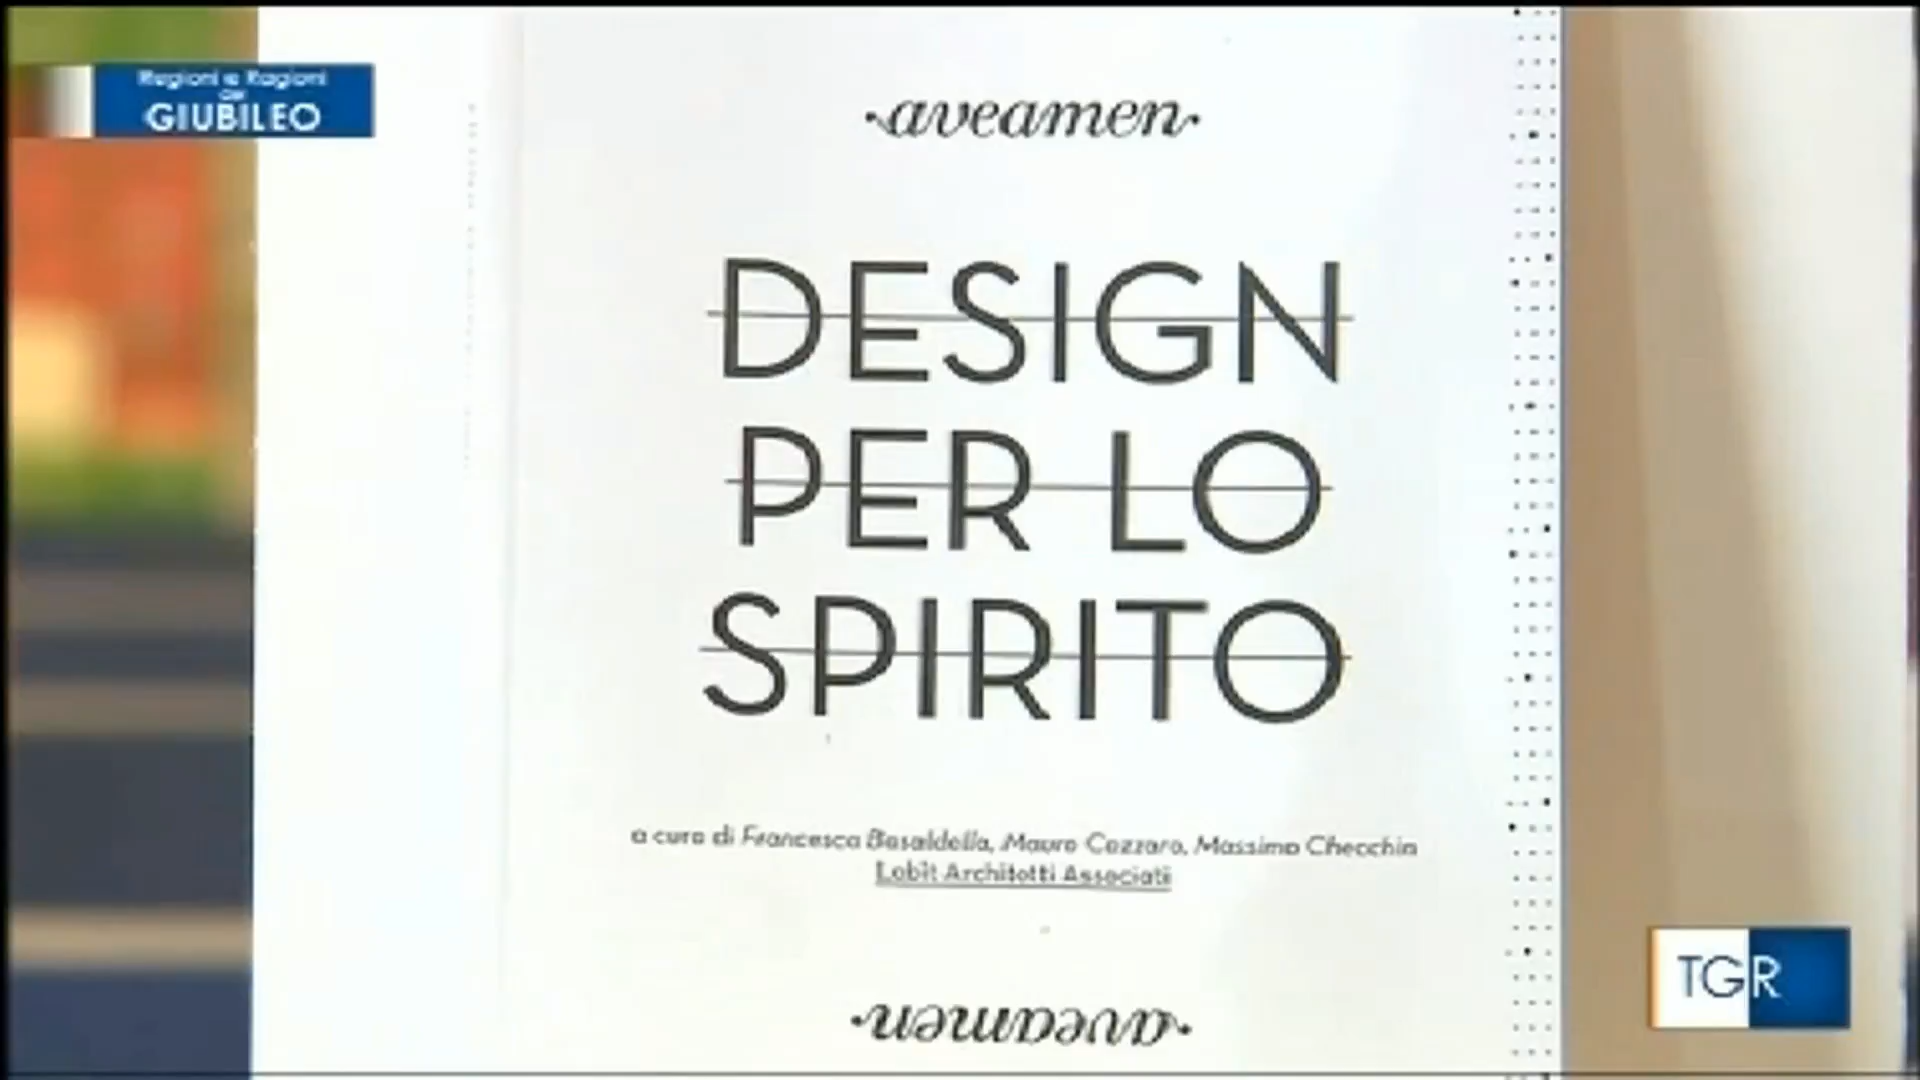 Regioni e Ragioni
del
GIUBILEO
aveamen
DESIGN
PER LO
SPIRITO
a cura di Francesca Basaldella, Mauro Cazzaro, Massimo Checchin
Lobit Architetti Associati
aveamen
TGR